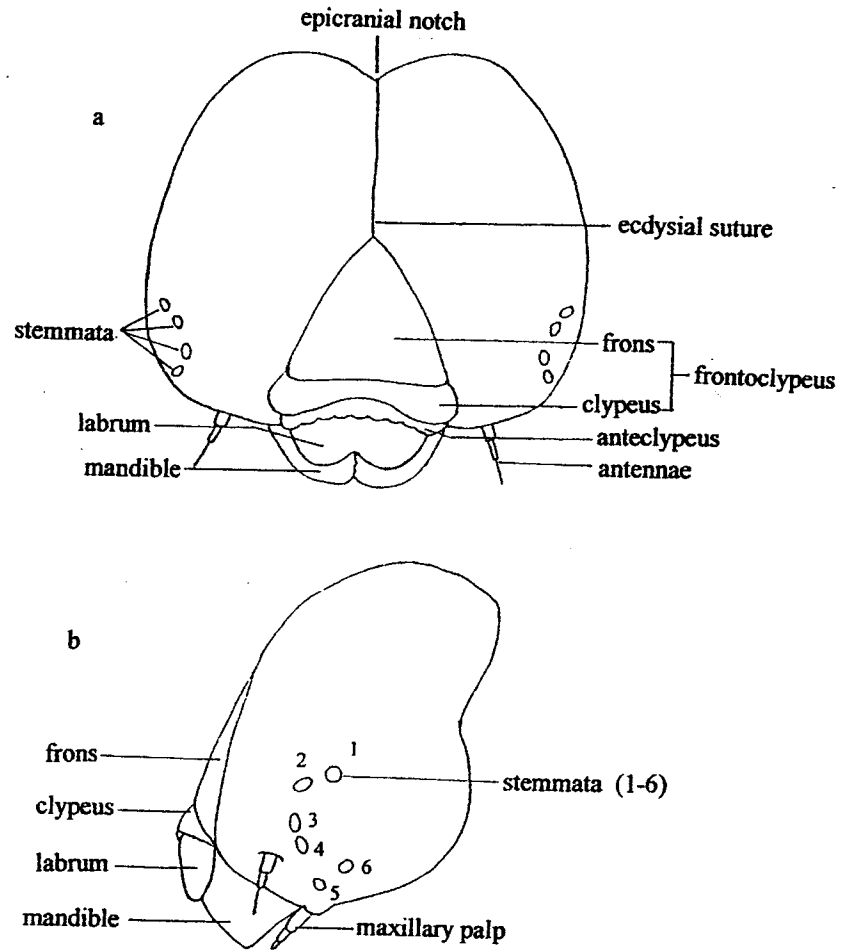 epicranial notch
a
ecdysial suture
stemmata
frons
frontoclypeus
clypeus
labrum
anteclypeus
mandible
antennae
b
frons
1
2
stemmata (1-6)
clypeus
3
4
labrum
6
5
mandible
maxillary palp